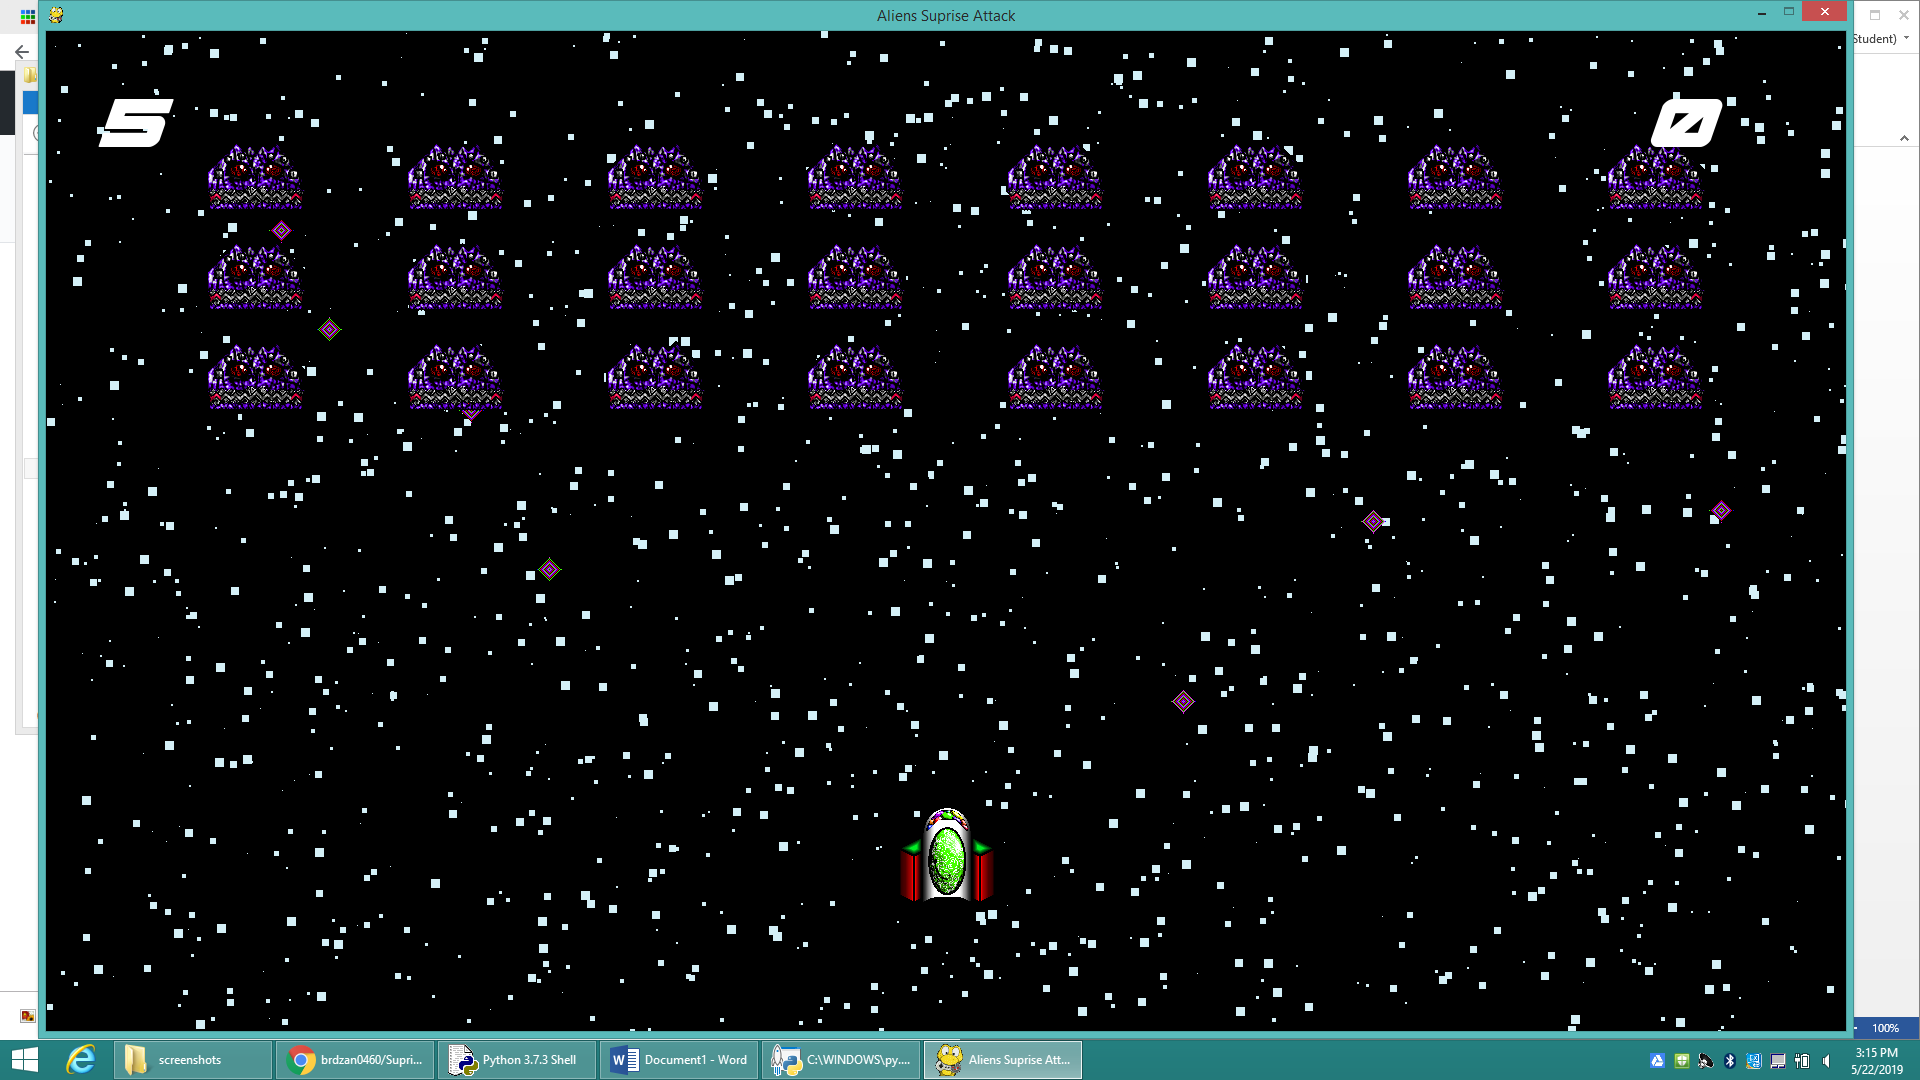 Aliens Suprise Attack
Student)
5
0
100%
screenshots
brdzan0460/Supri...
Python 3.7.3 Shell
Document1 - Word
C:\WINDOWS\py....
Aliens Suprise Att...
3:15 PM
5/22/2019